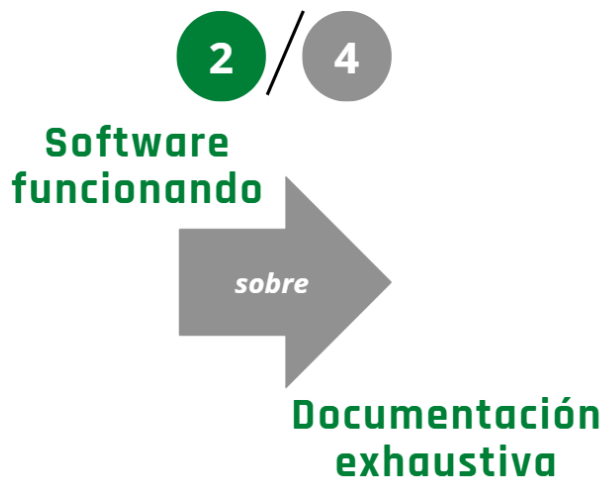 2/4
Software
funcionando
sobre
Documentación
exhaustiva